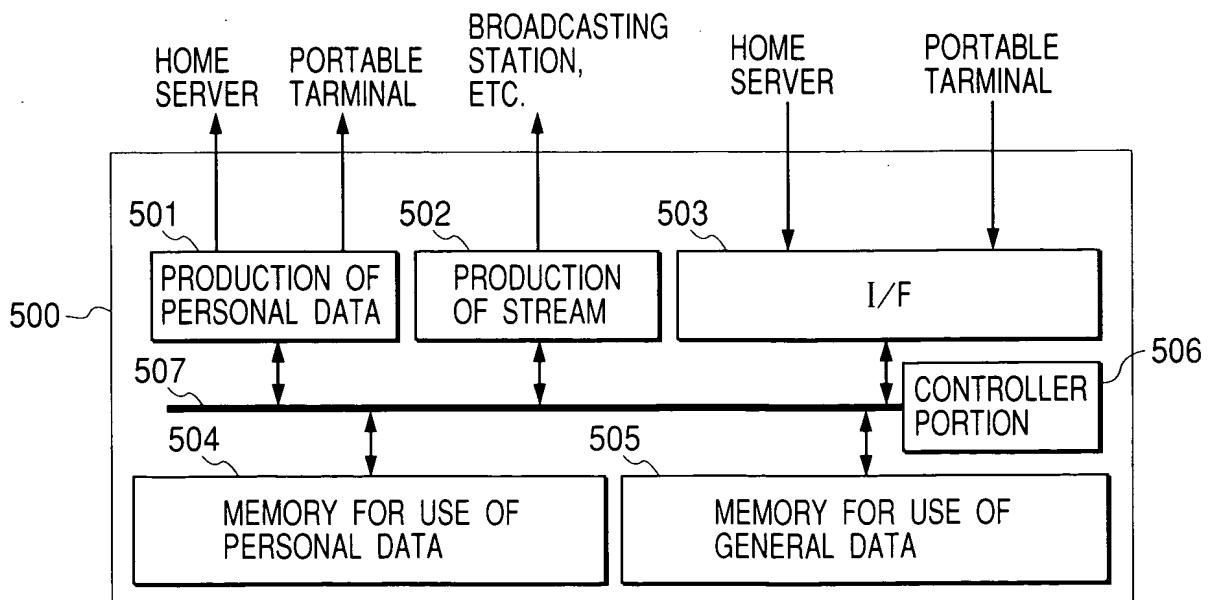 HOME
SERVER
PORTABLE
TARMINAL
BROADCASTING
STATION,
ETC.
HOME
SERVER
PORTABLE
TARMINAL
501
502
503
PRODUCTION OF
PERSONAL DATA
PRODUCTION
OF STREAM
I/F
500
506
507
CONTROLLER
PORTION
504
505
MEMORY FOR USE OF
PERSONAL DATA
MEMORY FOR USE OF
GENERAL DATA